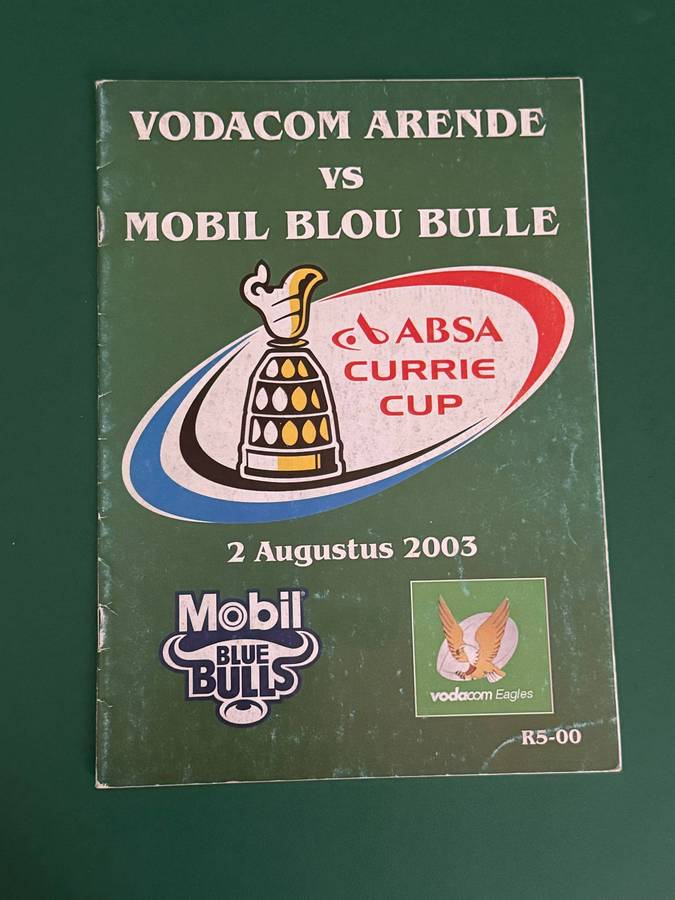 VODACOM ARENDE
VS
MOBIL BLOU BULLE
ABSA
CURRIE
CUP
2 Augustus 2003
Mobil
BLUE
BULLS
vodacom Eagles
R5-00